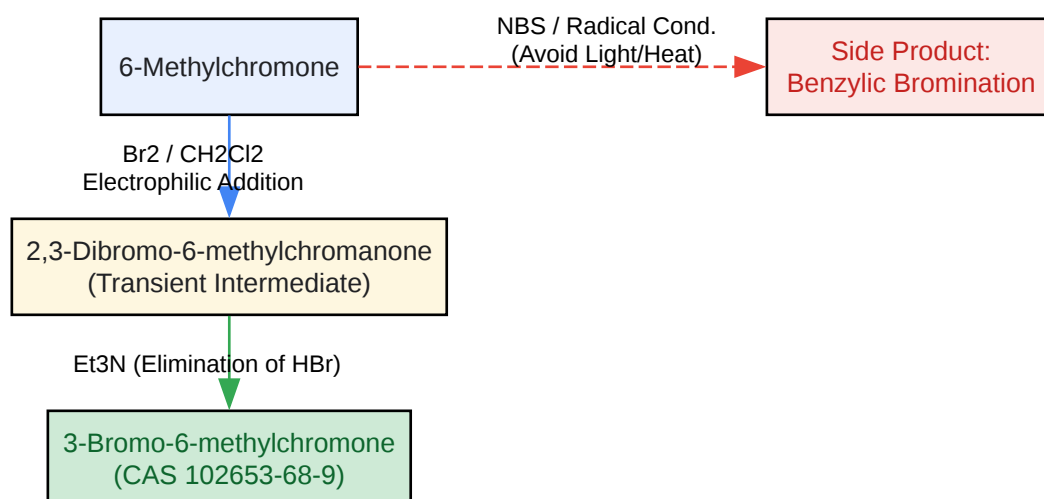 NBS / Radical Cond.
(Avoid Light/Heat)
6-Methylchromone
Side Product:
Benzylic Bromination
Br2 / CH2Cl2
Electrophilic Addition
2,3-Dibromo-6-methylchromanone
(Transient Intermediate)
Et3N (Elimination of HBr)
3-Bromo-6-methylchromone
(CAS 102653-68-9)